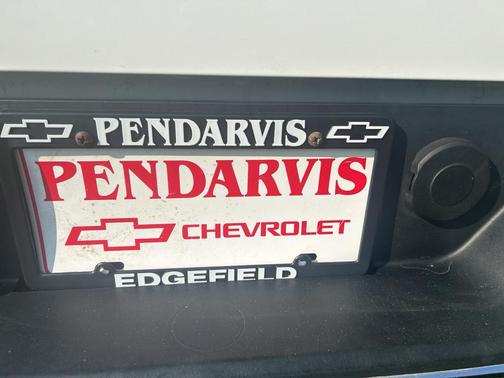 PENDARVIS
PENDARVIS
CHEVROLET
EDGEFIELD